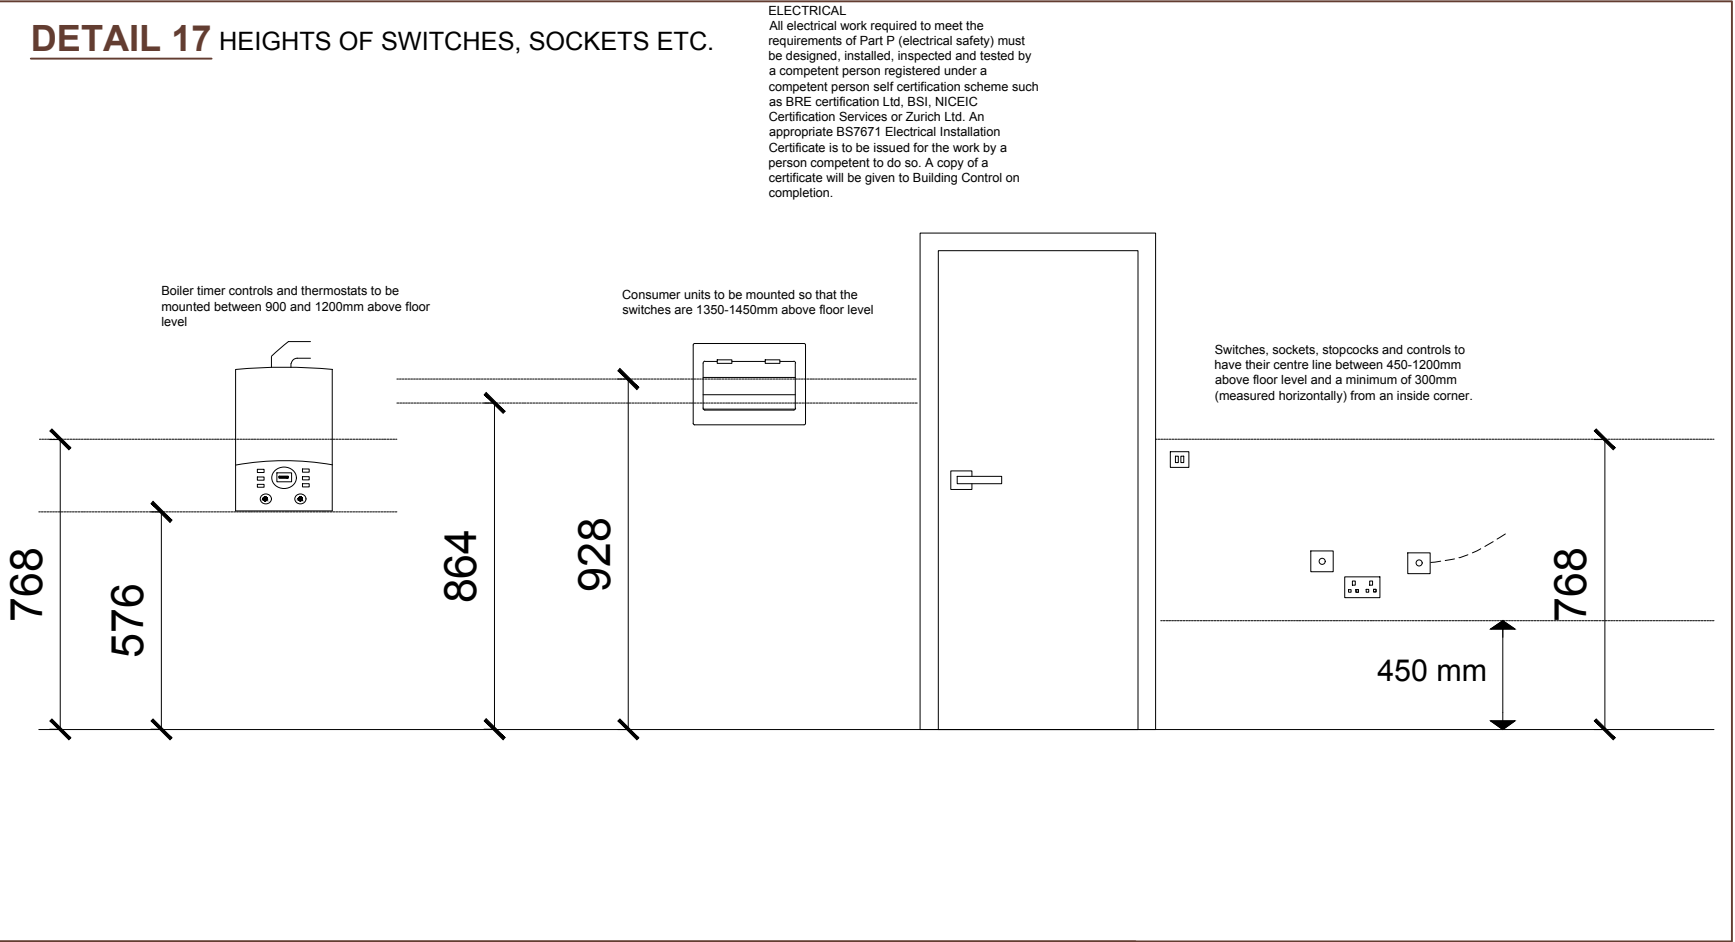 DETAIL 17 HEIGHTS OF SWITCHES, SOCKETS ETC.
ELECTRICAL
All electrical work required to meet the
requirements of Part P (electrical safety) must
be designed, installed, inspected and tested by
a competent person registered under a
competent person self certification scheme such
as BRE certification Ltd, BSI, NICEIC
Certification Services or Zurich Ltd. An
appropriate BS7671 Electrical Installation
Certificate is to be issued for the work by a
person competent to do so. A copy of a
certificate will be given to Building Control on
completion.
Boiler timer controls and thermostats to be
mounted between 900 and 1200mm above floor
level
Consumer units to be mounted so that the
switches are 1350-1450mm above floor level
Switches, sockets, stopcocks and controls to
have their centre line between 450-1200mm
above floor level and a minimum of 300mm
(measured horizontally) from an inside corner.
768
576
864
928
768
450 mm